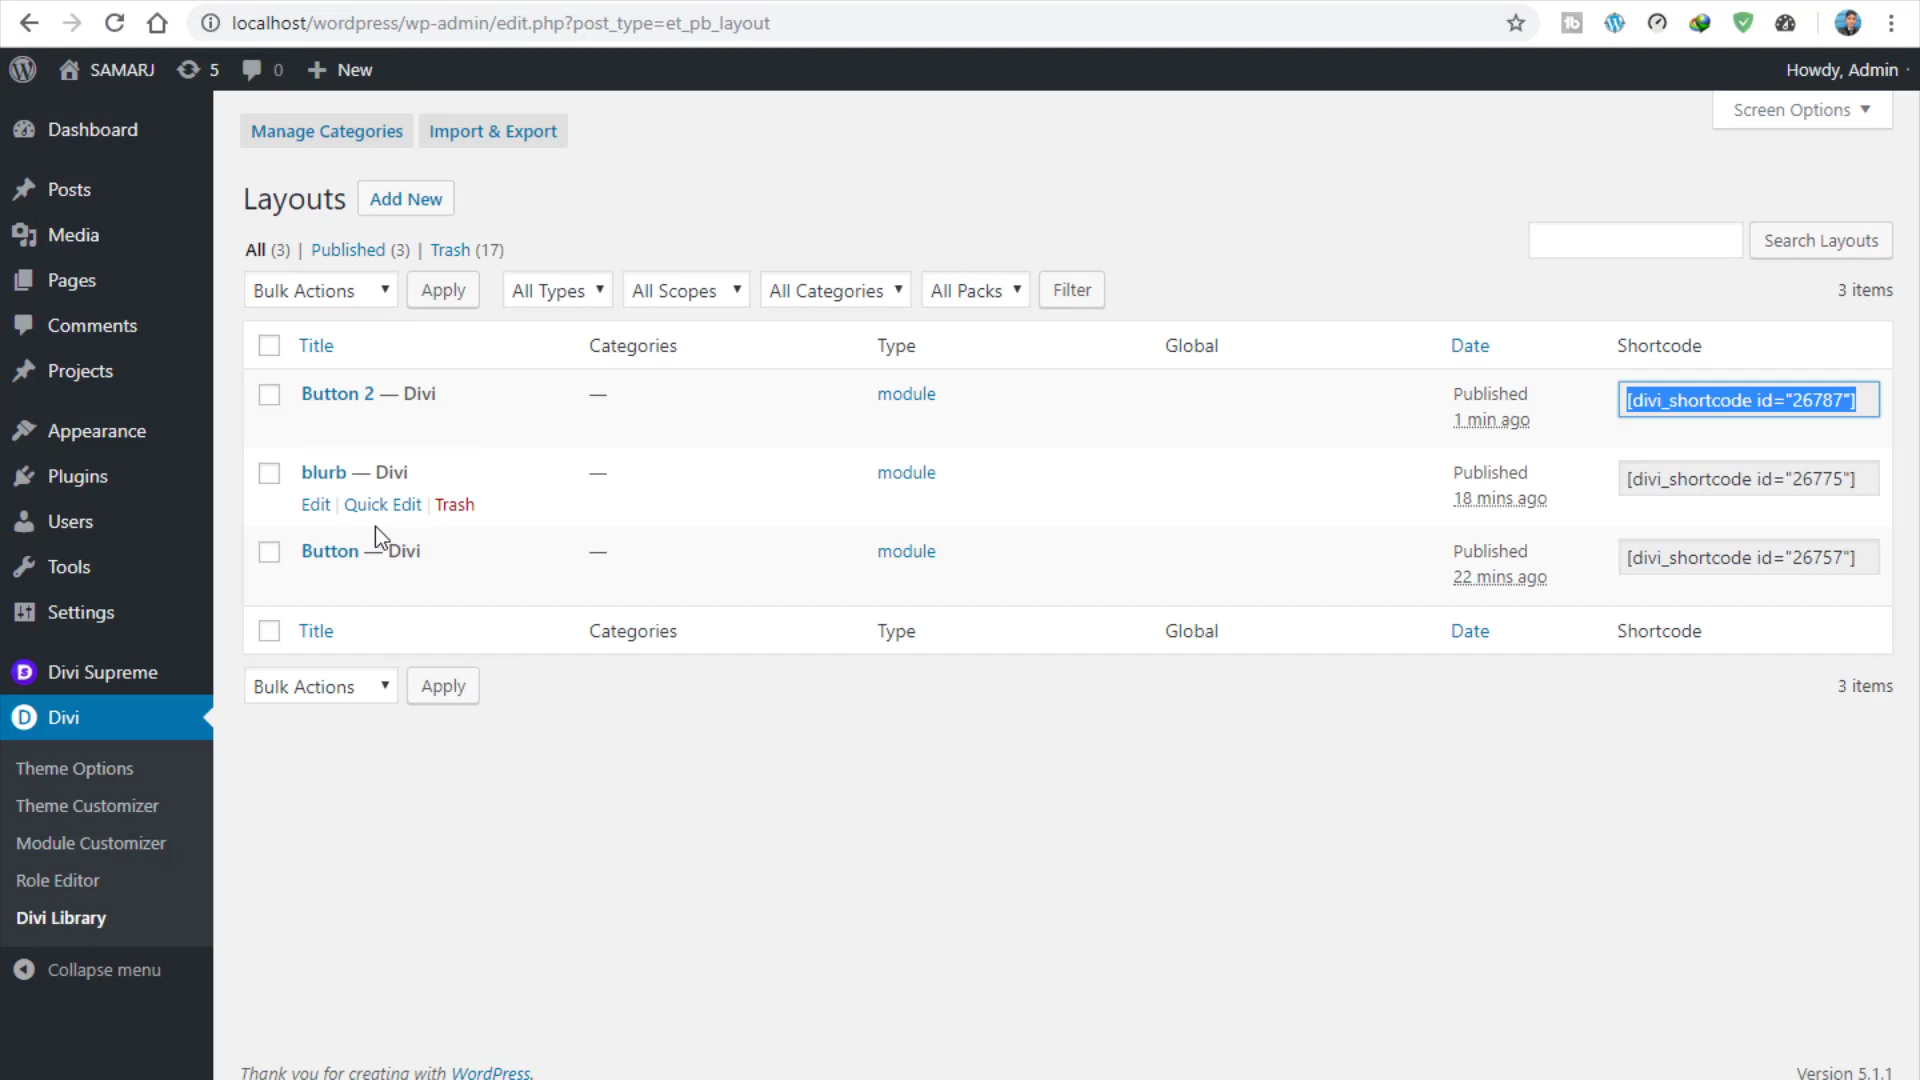 localhost/wordpress/wp-admin/edit.php?post_type=et_pb_layout
SAMARJ 5 0 New Howdy, Admin
Screen Options
Manage Categories Import & Export
Layouts Add New
All (3) | Published (3) | Trash (17)
Search Layouts
Bulk Actions Apply All Types All Scopes All Categories All Packs Filter 3 items
Title Categories Type Global Date Shortcode
Button 2 — Divi — module Published [divi_shortcode id="26787"]
1 min ago
blurb — Divi — module Published [divi_shortcode id="26775"]
Edit | Quick Edit | Trash 18 mins ago
Button — Divi — module Published [divi_shortcode id="26757"]
22 mins ago
Title Categories Type Global Date Shortcode
Bulk Actions Apply 3 items
Dashboard
Posts
Media
Pages
Comments
Projects
Appearance
Plugins
Users
Tools
Settings
Divi Supreme
Divi
Theme Options
Theme Customizer
Module Customizer
Role Editor
Divi Library
Collapse menu
Thank you for creating with WordPress. Version 5.1.1